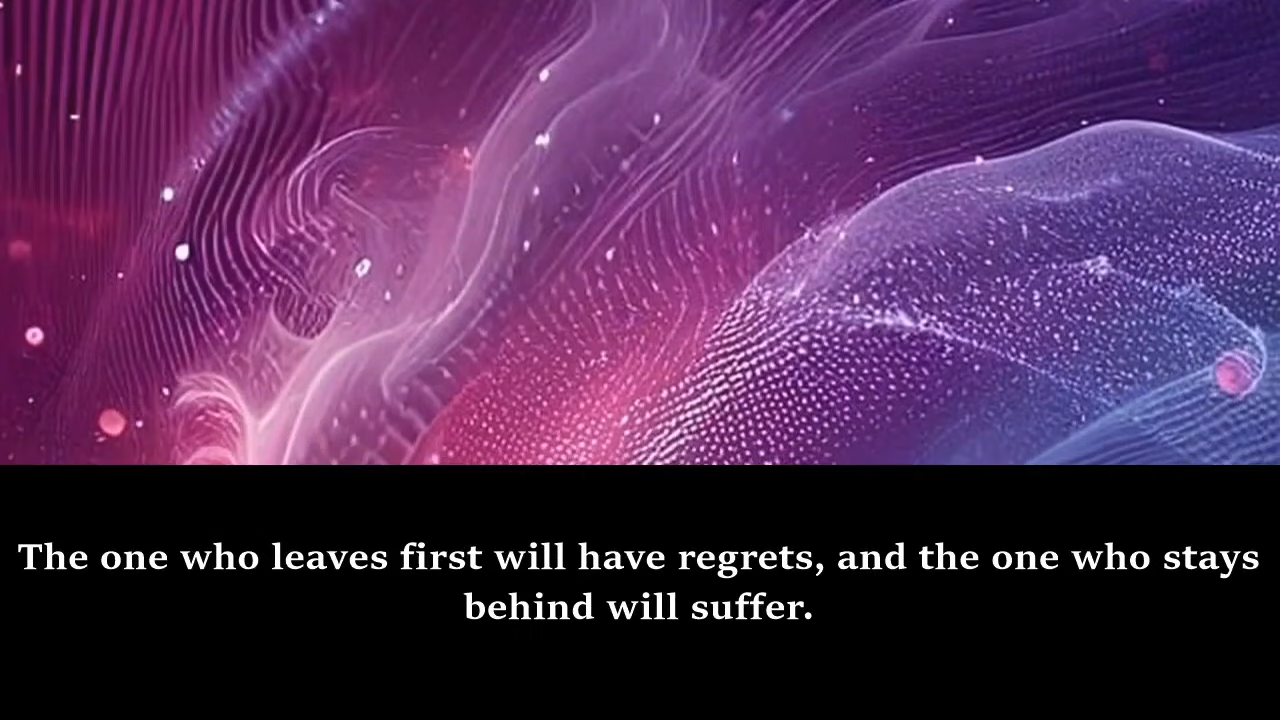 The one who leaves first will have regrets, and the one who stays
behind will suffer.